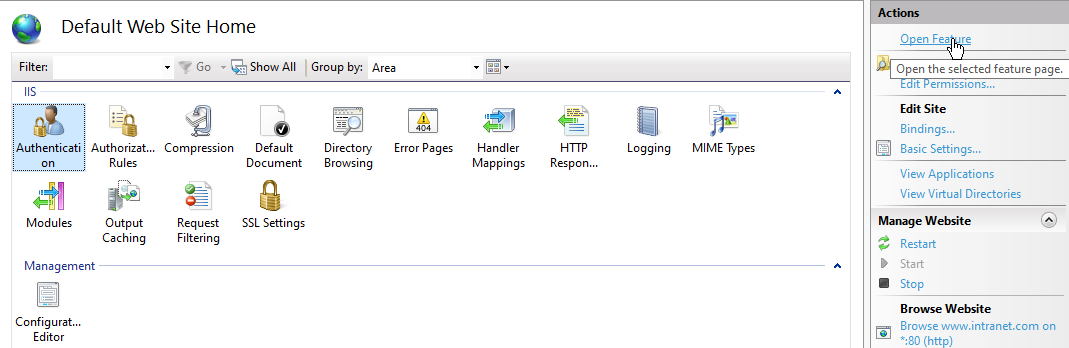 Default Web Site Home
Filter:
Go
Show All
Group by:
Area
IIS
Authenticati
on
Authorizat...
Rules
Compression
Default
Document
Directory
Browsing
404
Error Pages
Handler
Mappings
HTTP
Respon...
Logging
MIME Types
Modules
Output
Caching
Request
Filtering
SSL Settings
Management
Configurat...
Editor
Actions
Open Feature
Open the selected feature page.
Edit Permissions...
Edit Site
Bindings...
Basic Settings...
View Applications
View Virtual Directories
Manage Website
Restart
Start
Stop
Browse Website
Browse www.intranet.com on
*:80 (http)